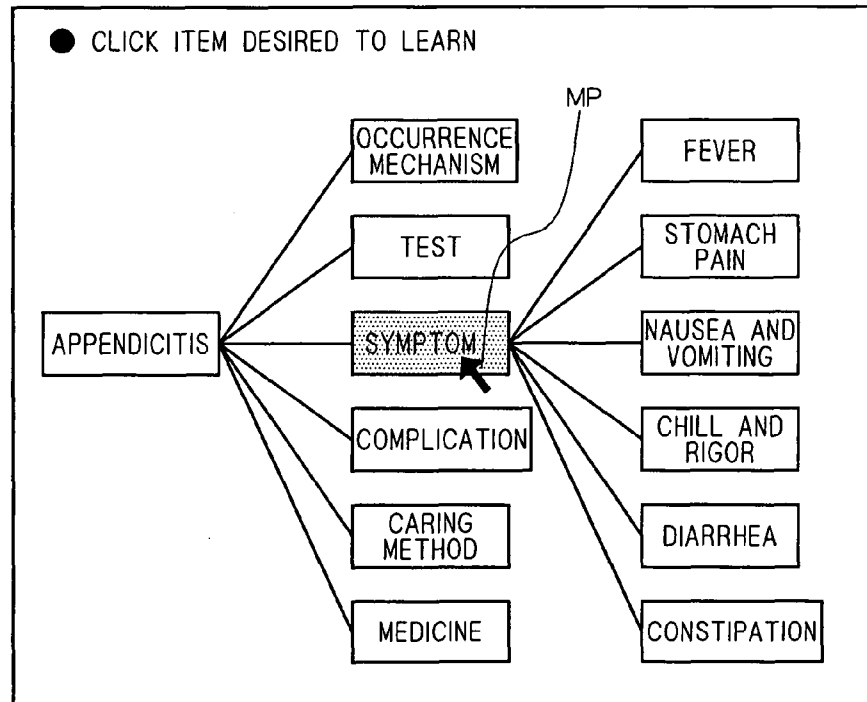 ● CLICK ITEM DESIRED TO LEARN
MP
OCCURRENCE
MECHANISM
FEVER
TEST
STOMACH
PAIN
APPENDICITIS
SYMPTOM
NAUSEA AND
VOMITING
COMPLICATION
CHILL AND
RIGOR
CARING
METHOD
DIARRHEA
MEDICINE
CONSTIPATION